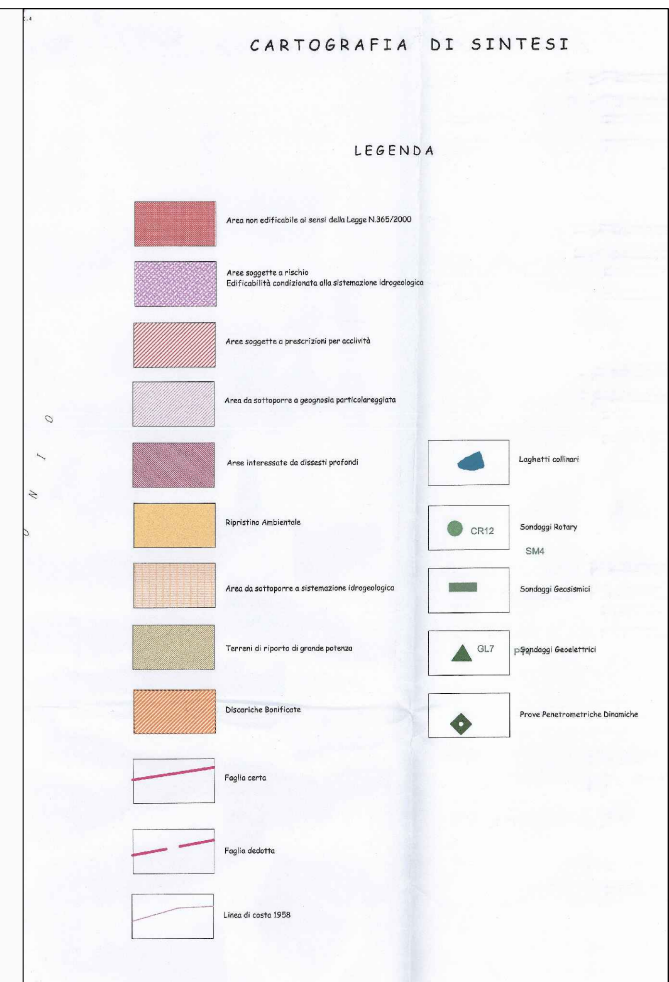 CARTOGRAFIA DI SINTESI
LEGENDA
Area non edificabile ai sensi della Legge N.365/2000
Aree soggette a rischio
Edificabilità condizionata alla sistemazione idrogeologica
Aree soggette a prescrizioni per acclività
Area da sottoporre a geognosia particolareggiata
Aree interessate da dissesti profondi
Ripristino Ambientale
Area da sottoporre a sistemazione idrogeologica
Terreni di riporto di grande potenza
Discariche Bonificate
Faglia certa
Faglia dedotta
Linea di costa 1958
Laghetti collinari
CR12 Sondaggi Rotary
SM4
Sondaggi Geosismici
GL7 Sondaggi Geoelettrici
Prove Penetrometriche Dinamiche
O
I
N